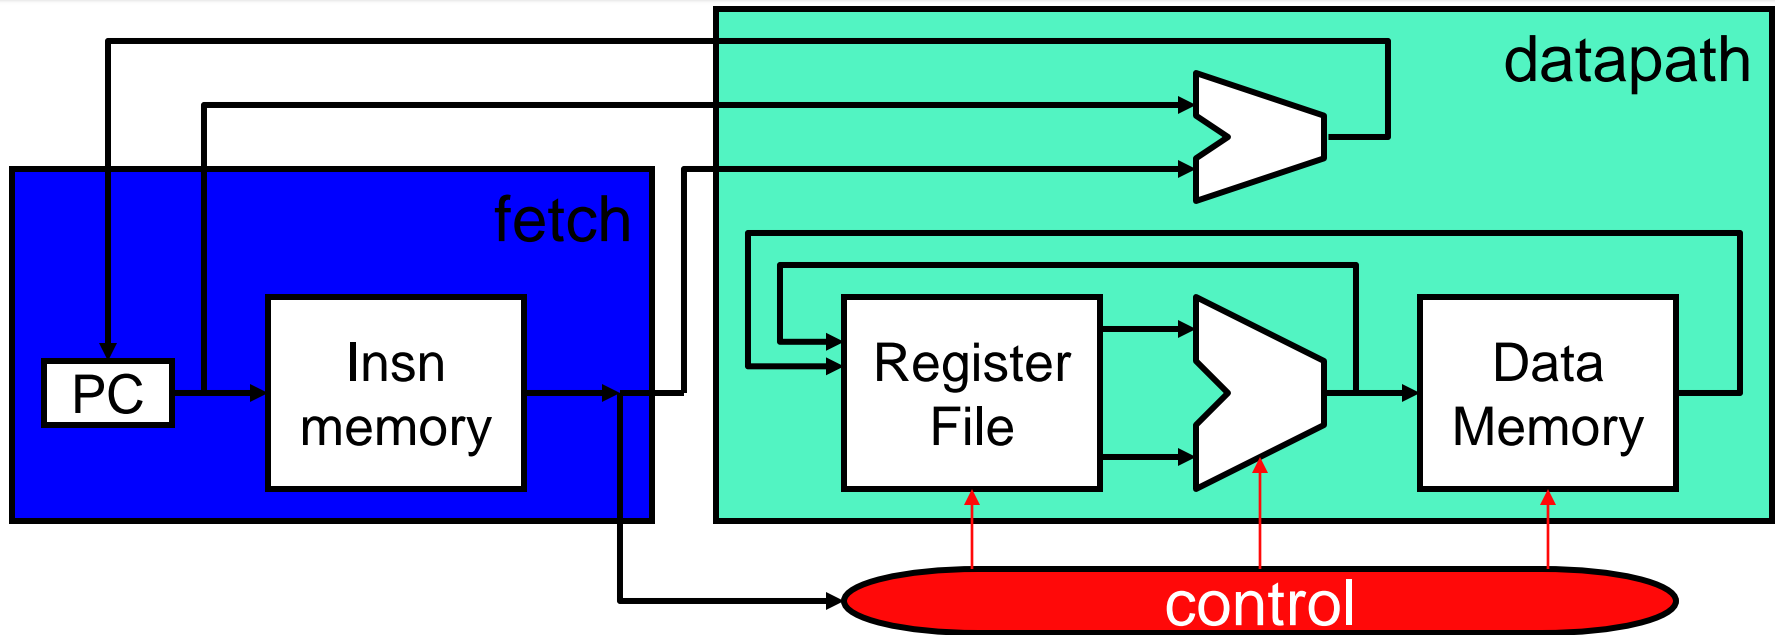 datapath
fetch
PC
Insn
memory
Register
File
Data
Memory
control